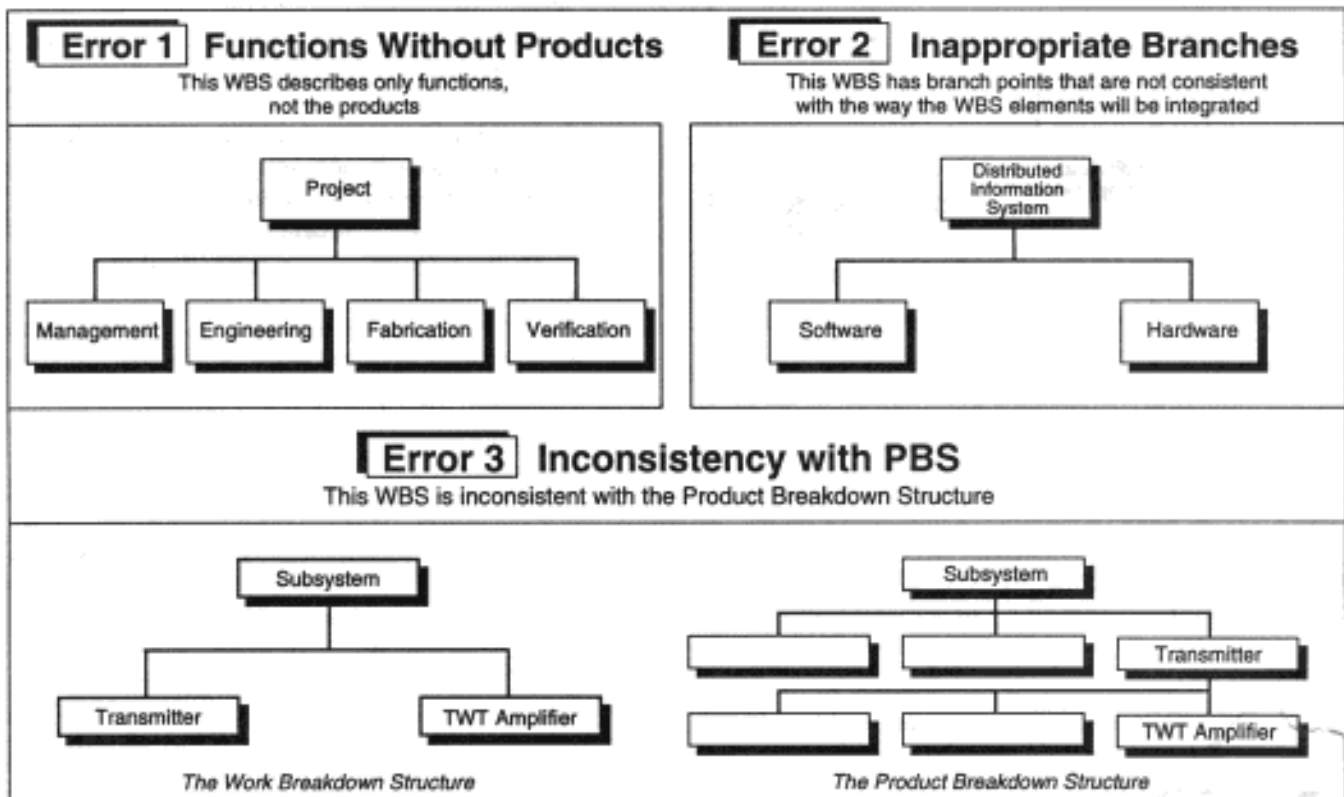 Error 1 Functions Without Products
This WBS describes only functions,
not the products
Project
Management
Engineering
Fabrication
Verification
Error 2 Inappropriate Branches
This WBS has branch points that are not consistent
with the way the WBS elements will be integrated
Distributed
Information
System
Software
Hardware
Error 3 Inconsistency with PBS
This WBS is inconsistent with the Product Breakdown Structure
Subsystem
Transmitter
TWT Amplifier
The Work Breakdown Structure
Subsystem
Transmitter
TWT Amplifier
The Product Breakdown Structure